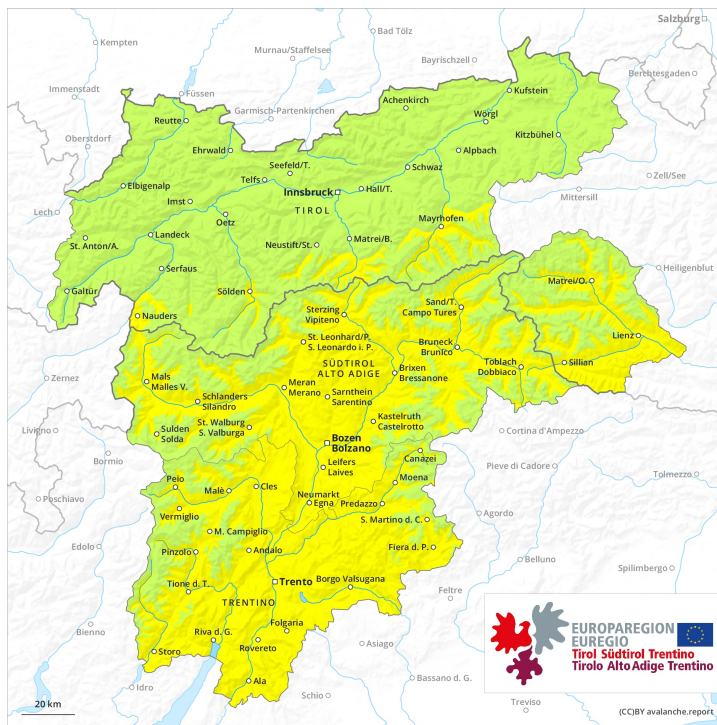 Salzburg
Kempten
Bad Tölz
Murnau/Staffelsee
Bayrischzell
Berchtesgaden
Immenstadt
Füssen
Garmisch-Partenkirchen
Achenkirch
Kufstein
Reutte
Wörgl
Oberstdorf
Ehrwald
Kitzbühel
Alpbach
Seefeld/T.
Schwaz
Zell/See
Telfs
Elbigenalp
Innsbruck
Hall/T.
Mittersill
Imst
TIROL
Lech
Oetz
Mayrhofen
St. Anton/A.
Landeck
Neustift/St.
Matrei/B.
Serfaus
Heiligenblut
Galtür
Sölden
Matrei/O.
Nauders
Sterzing
Vipiteno
Sand/T.
Campo Tures
St. Leonhard/P.
S. Leonardo i. P.
Bruneck
Brunico
Lienz
SÜDTIROL
ALTO ADIGE
Toblach
Dobbiaco
Sillian
Brixen
Bressanone
Zernez
Mals
Malles V.
Meran
Merano
Schlanders
Silandro
Sarnthein
Sarentino
Kastelruth
Castelrotto
St. Walburg
S. Valburga
Sulden
Solda
Livigno
Cortina d'Ampezzo
Bozen
Bolzano
Bormio
Canazei
Pieve di Cadore
Leifers
Laives
Tolmezzo
Peio
Cles
Malè
Moena
Poschiavo
Neumarkt
Egna
Predazzo
Vermiglio
Agordo
S. Martino d. C.
M. Campiglio
Edolo
Pinzolo
Andalo
Fiera d. P.
Belluno
Spilimbergo
Trento
Borgo Valsugana
Tione d. T.
Feltre
TRENTINO
Folgaria
Bienno
Riva d. G.
Rovereto
Asiago
Storo
Ala
Bassano d. G.
Idro
Schio
Treviso
EUROPAREGION
EUREGIO
Tirol Südtirol Trentino
Tirolo Alto Adige Trentino
20 km
(CC)BY avalanche.report